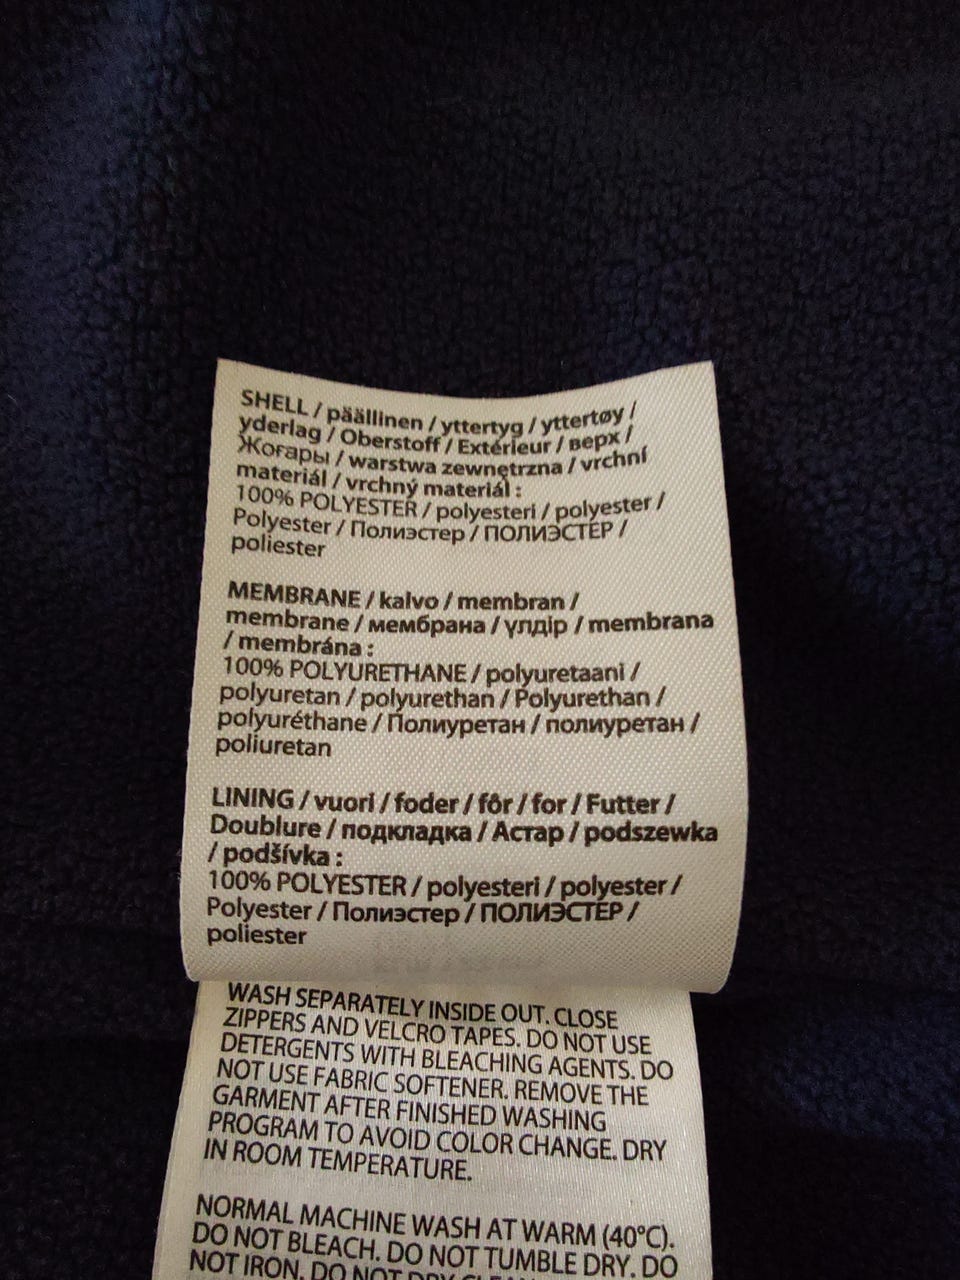 SHELL / päällinen / yttertyg / yttertøy /
yderlag / Oberstoff / Extérieur / верх /
Жоғары / warstwa zewnętrzna / vrchní
materiál / vrchný materiál :
100% POLYESTER / polyesteri / polyester /
Polyester / Полиэстер / ПОЛИЭСТЕР /
poliester
MEMBRANE / kalvo / membran /
membrane / мембрана / үлдір / membrana
/ membrána :
100% POLYURETHANE / polyuretaani /
polyuretan / polyurethan / Polyurethan /
polyuréthane / Полиуретан / полиуретан /
poliuretan
LINING / vuori / foder / fôr / for / Futter /
Doublure / подкладка / Астар / podszewka
/ podšívka :
100% POLYESTER / polyesteri / polyester /
Polyester / Полиэстер / ПОЛИЭСТЕР /
poliester
WASH SEPARATELY INSIDE OUT. CLOSE
ZIPPERS AND VELCRO TAPES. DO NOT USE
DETERGENTS WITH BLEACHING AGENTS. DO
NOT USE FABRIC SOFTENER. REMOVE THE
GARMENT AFTER FINISHED WASHING
PROGRAM TO AVOID COLOR CHANGE. DRY
IN ROOM TEMPERATURE.
NORMAL MACHINE WASH AT WARM (40°C).
DO NOT BLEACH. DO NOT TUMBLE DRY. DO
NOT IRON. DO NOT DRY